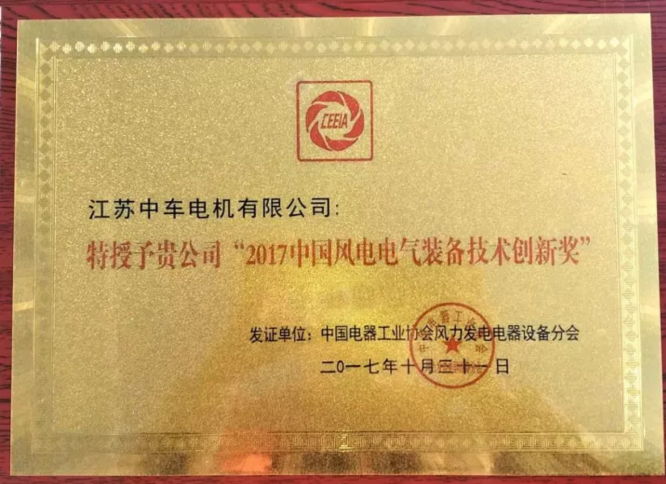 CEEIA
江苏中车电机有限公司:
特授予贵公司“2017中国风电电气装备技术创新奖”
发证单位: 中国电器工业协会风力发电电器设备分会
二0一七年十月三十一日